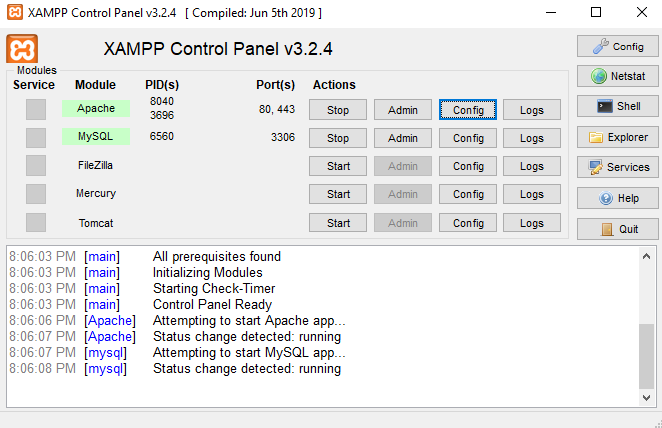 XAMPP Control Panel v3.2.4 [ Compiled: Jun 5th 2019 ]
XAMPP Control Panel v3.2.4
Config
Modules
Service Module PID(s) Port(s) Actions
Netstat
Apache 8040 3696 80, 443 Stop Admin Config Logs
Shell
MySQL 6560 3306 Stop Admin Config Logs
Explorer
FileZilla Start Admin Config Logs
Services
Mercury Start Admin Config Logs
Help
Tomcat Start Admin Config Logs
Quit
8:06:03 PM [main] All prerequisites found
8:06:03 PM [main] Initializing Modules
8:06:03 PM [main] Starting Check-Timer
8:06:03 PM [main] Control Panel Ready
8:06:06 PM [Apache] Attempting to start Apache app...
8:06:07 PM [Apache] Status change detected: running
8:06:07 PM [mysql] Attempting to start MySQL app...
8:06:08 PM [mysql] Status change detected: running